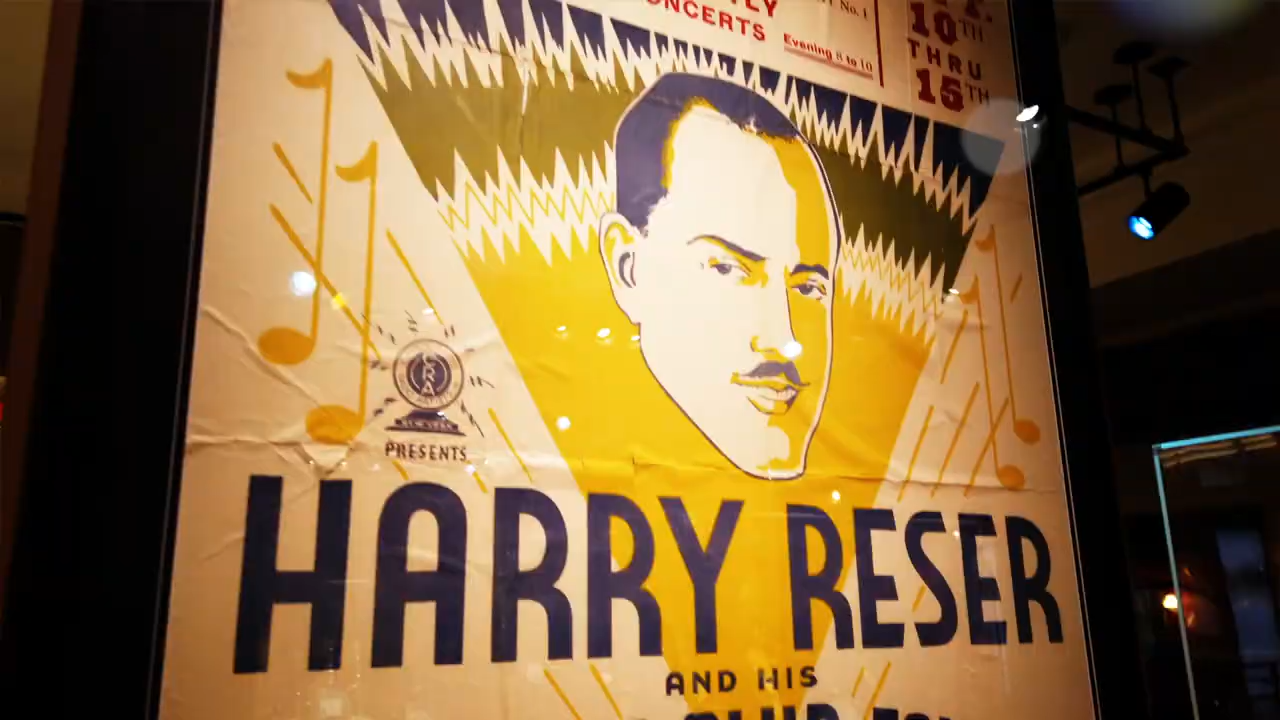 CONCERTS
Evening 8 to 10
No. 1
10TH
THRU
15TH
PRESENTS
HARRY RESER
AND HIS